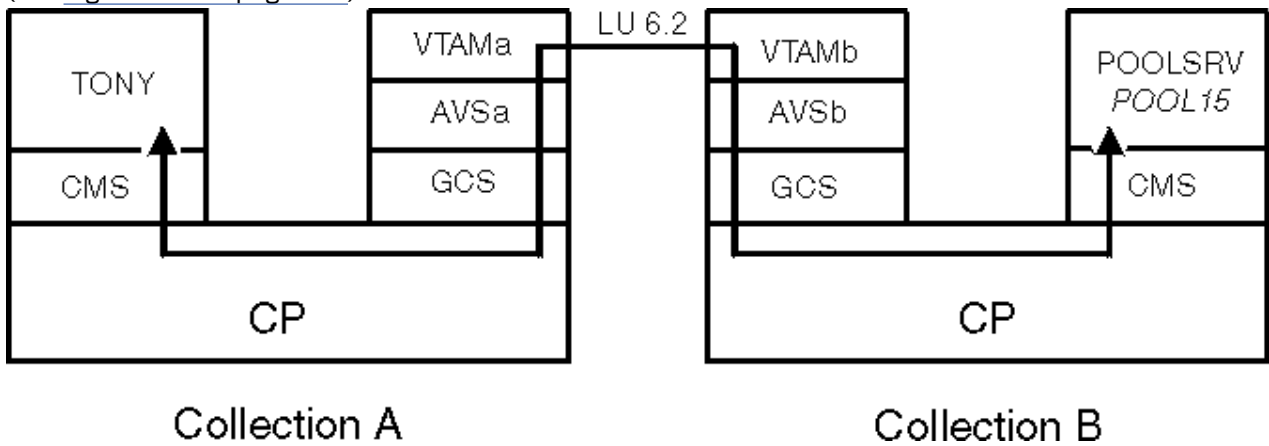 VTAMa
LU 6.2
VTAMb
TONY
POOLSRV
POOL15
AVSa
AVSb
CMS
GCS
GCS
CMS
CP
CP
Collection A
Collection B